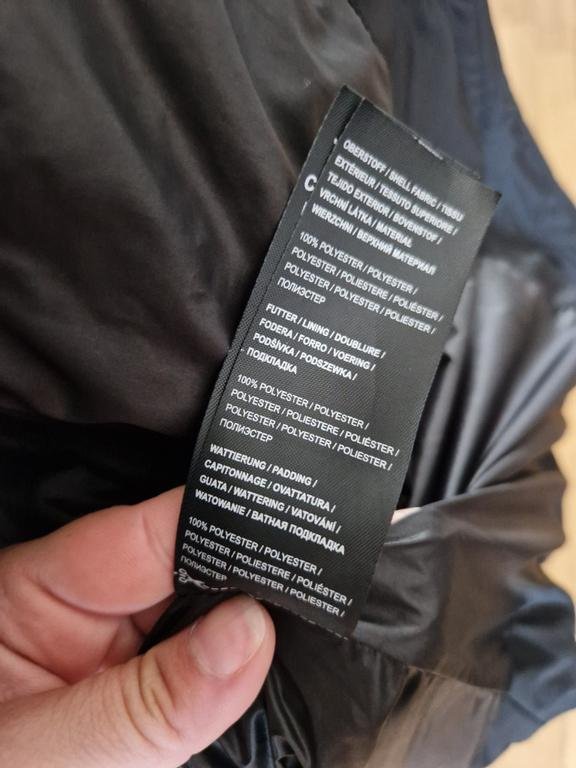 OBERSTOFF / SHELL FABRIC / TISSU
EXTÉRIEUR / TESSUTO SUPERIORE /
TEJIDO EXTERIOR / BOVENSTOF /
VRCHNÍ LÁTKA / MATERIAŁ
WIERZCHNI / ВЕРХНИЙ МАТЕРИАЛ
100% POLYESTER / POLYESTER /
POLYESTER / POLIESTERE / POLIÉSTER /
POLYESTER / POLYESTER / POLIESTER /
ПОЛИЭСТЕР
FUTTER / LINING / DOUBLURE /
FODERA / FORRO / VOERING /
PODŠÍVKA / PODSZEWKA /
ПОДКЛАДКА
100% POLYESTER / POLYESTER /
POLYESTER / POLIESTERE / POLIÉSTER /
POLYESTER / POLYESTER / POLIESTER /
ПОЛИЭСТЕР
WATTIERUNG / PADDING /
CAPITONNAGE / OVATTATURA /
GUATA / WATTERING / VATOVÁNÍ /
WATOWANIE / ВАТНАЯ ПОДКЛАДКА
100% POLYESTER / POLYESTER /
POLYESTER / POLIESTERE / POLIÉSTER /
POLYESTER / POLYESTER / POLIESTER /
ПОЛИЭСТЕР